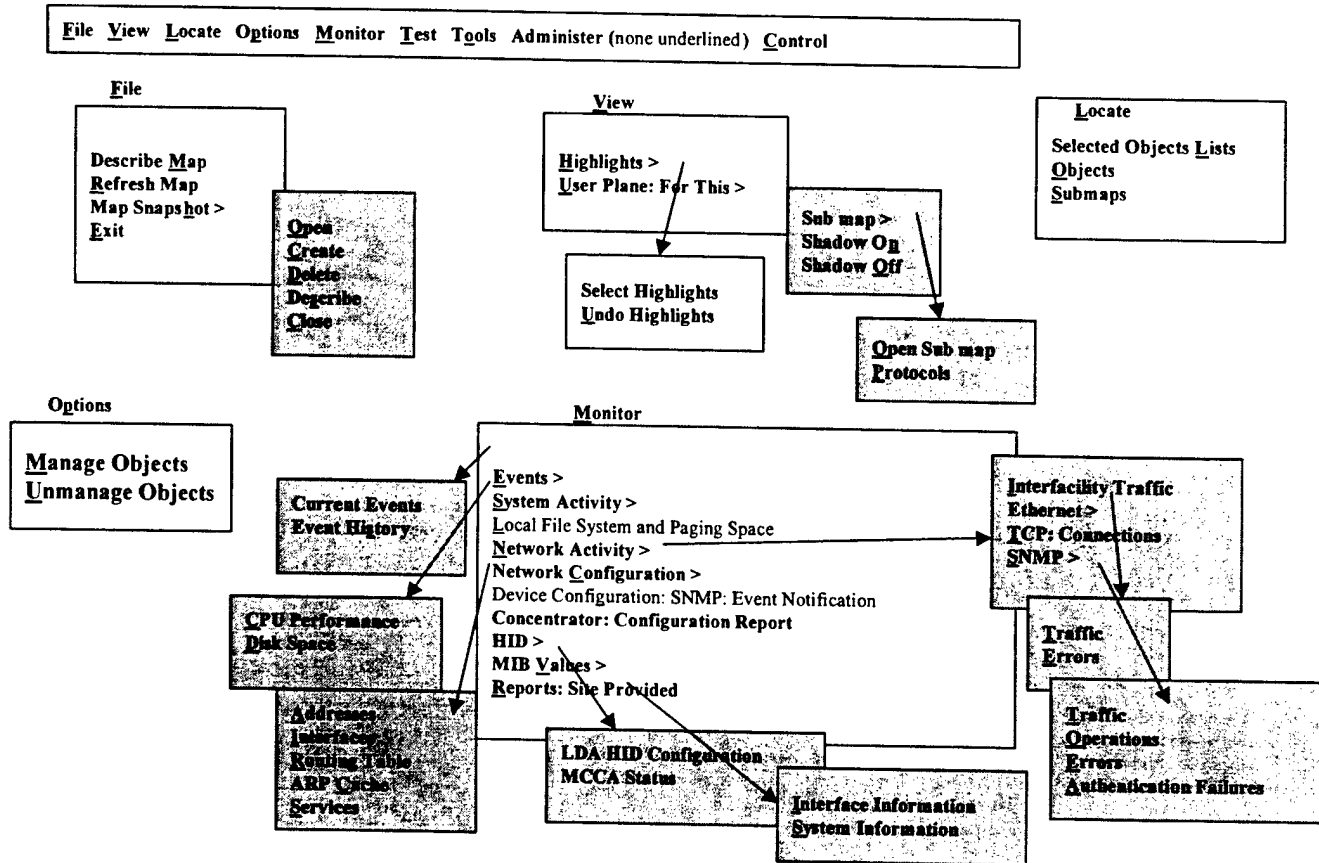 File View Locate Options Monitor Test Tools Administer (none underlined) Control
File
Describe Map
Refresh Map
Map Snapshot >
Exit
Open
Create
Delete
Describe
Close
View
Highlights >
User Plane: For This >
Select Highlights
Undo Highlights
Sub map >
Shadow On
Shadow Off
Open Sub map
Protocols
Locate
Selected Objects Lists
Objects
Submaps
Options
Manage Objects
Unmanage Objects
Monitor
Events >
System Activity >
Local File System and Paging Space
Network Activity >
Network Configuration >
Device Configuration: SNMP: Event Notification
Concentrator: Configuration Report
HID >
MIB Values >
Reports: Site Provided
Current Events
Event History
CPU Performance
Disk Space
Addresses
Interfaces
Routing Table
ARP Cache
Services
LDA HID Configuration
MCCA Status
Interface Information
System Information
Interfacility Traffic
Ethernet >
TCP: Connections
SNMP >
Traffic
Errors
Traffic
Operations
Errors
Authentication Failures